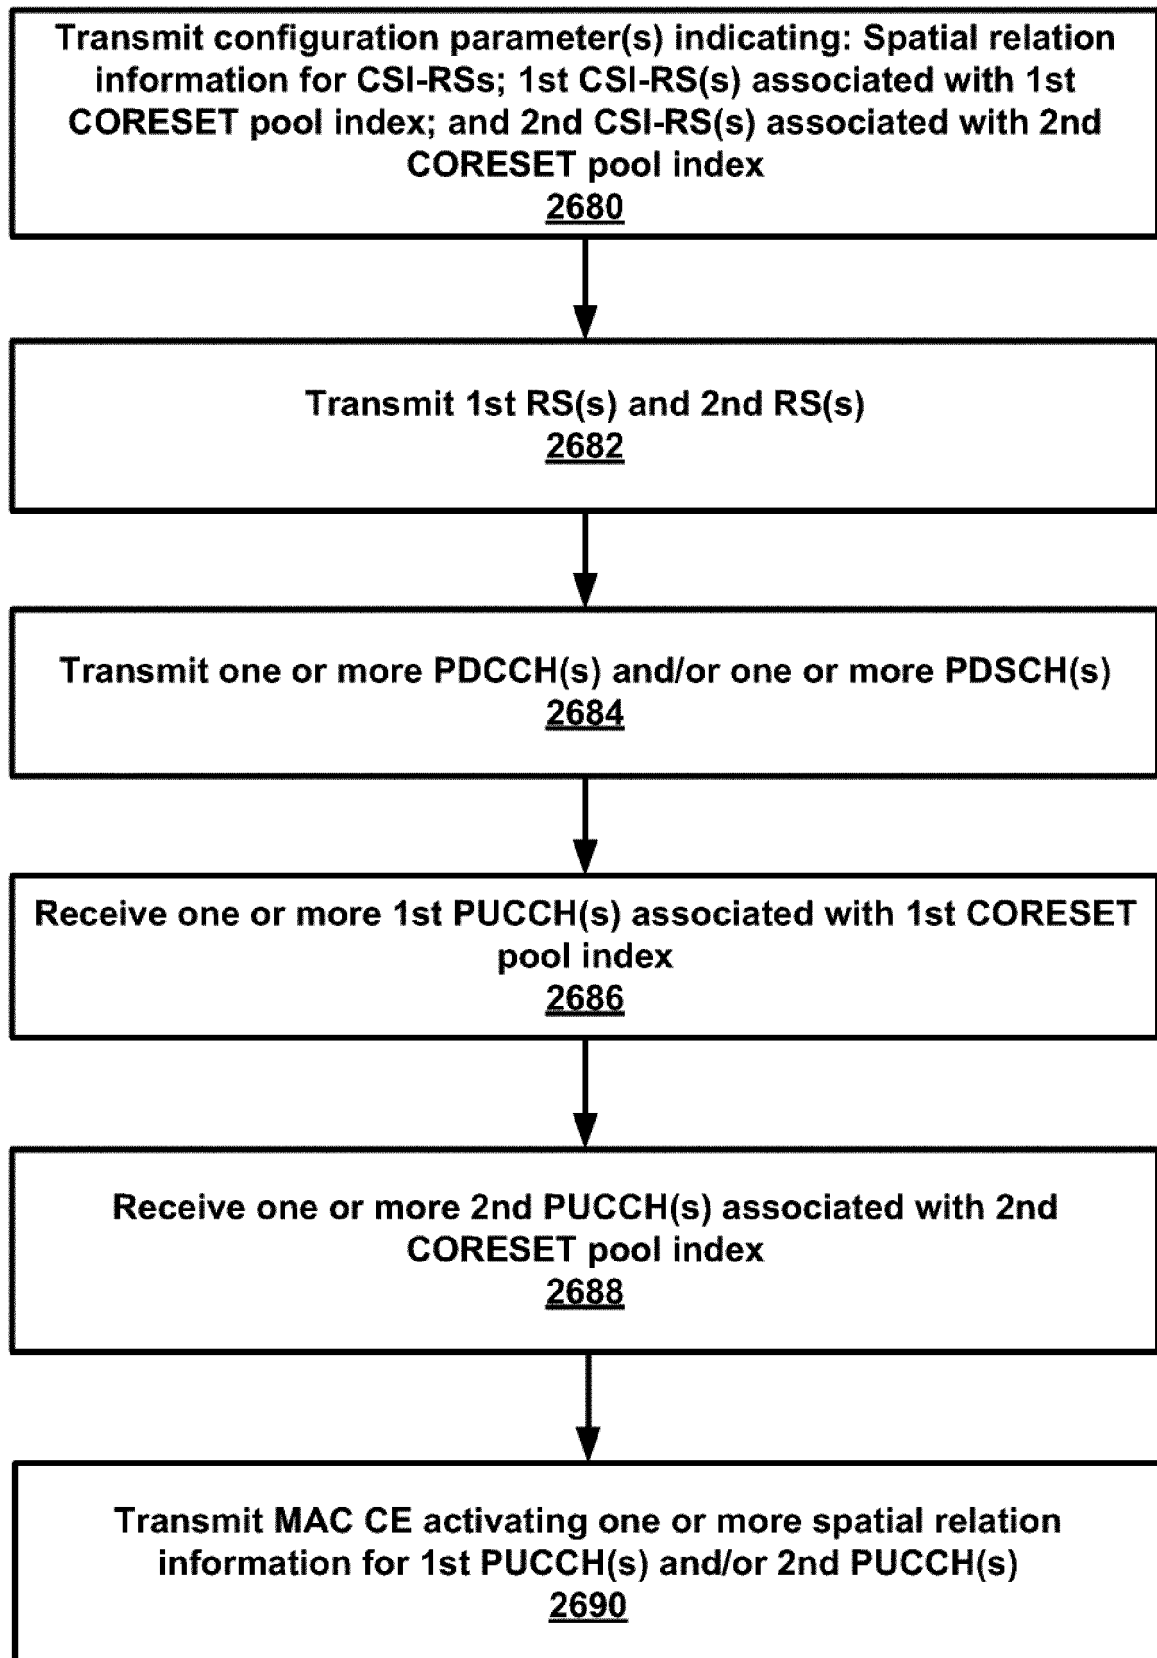 Transmit configuration parameter(s) indicating: Spatial relation
information for CSI-RSs; 1st CSI-RS(s) associated with 1st
CORESET pool index; and 2nd CSI-RS(s) associated with 2nd
CORESET pool index
2680
Transmit 1st RS(s) and 2nd RS(s)
2682
Transmit one or more PDCCH(s) and/or one or more PDSCH(s)
2684
Receive one or more 1st PUCCH(s) associated with 1st CORESET
pool index
2686
Receive one or more 2nd PUCCH(s) associated with 2nd
CORESET pool index
2688
Transmit MAC CE activating one or more spatial relation
information for 1st PUCCH(s) and/or 2nd PUCCH(s)
2690